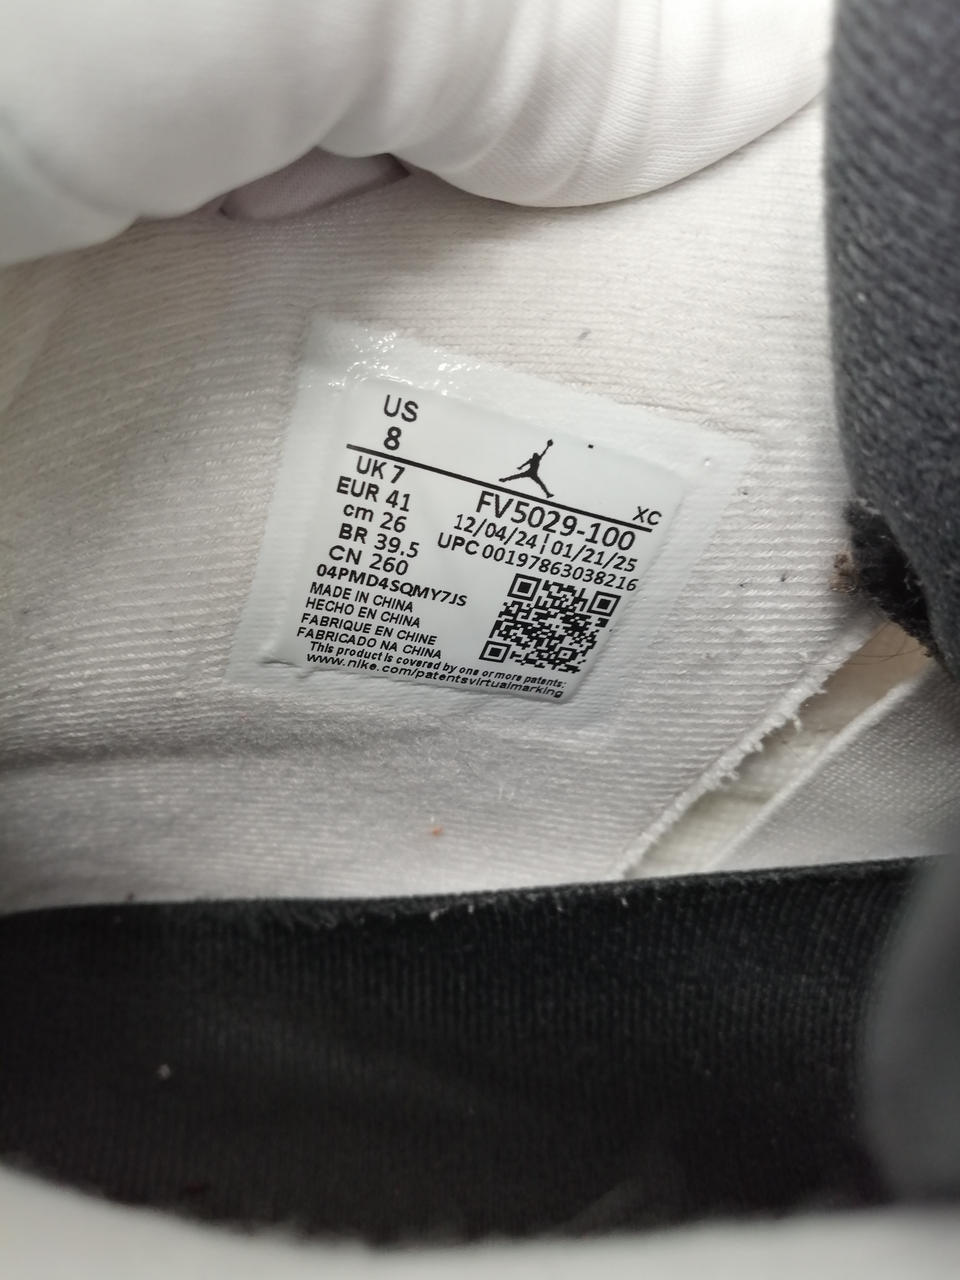 US
8
XC
UK 7
EUR 41
cm 26
BR 39.5
CN 260
FV5029-100
12/04/24 | 01/21/25
UPC 00197863038216
04PMD4SQMY7JS
MADE IN CHINA
HECHO EN CHINA
FABRIQUE EN CHINE
FABRICADO NA CHINA
This product is covered by one or more patents:
www.nike.com/patentsvirtualmarking